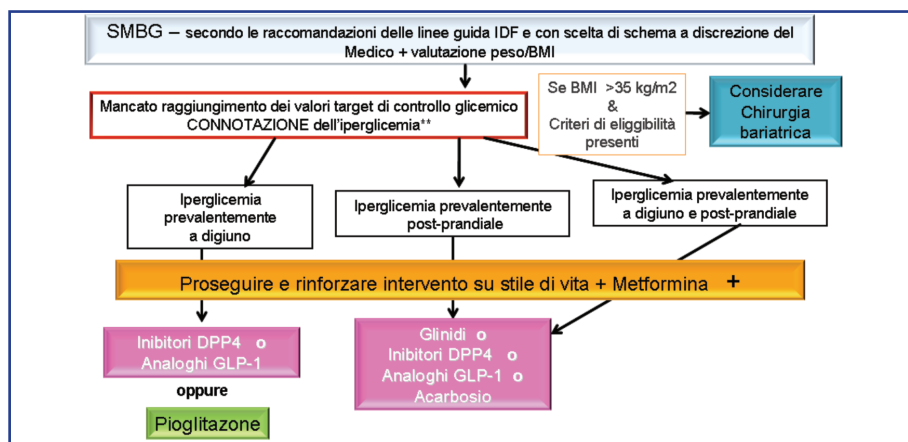 SMBG – secondo le raccomandazioni delle linee guida IDF e con scelta di schema a discrezione del
Medico + valutazione peso/BMI
Mancato raggiungimento dei valori target di controllo glicemico
CONNOTAZIONE dell'iperglicemia**
Se BMI >35 kg/m2
&
Criteri di eliggibilità
presenti
Considerare
Chirurgia
bariatrica
Iperglicemia
prevalentemente
a digiuno
Iperglicemia prevalentemente
post-prandiale
Iperglicemia prevalentemente
a digiuno e post-prandiale
Proseguire e rinforzare intervento su stile di vita + Metformina +
Inibitori DPP4 o
Analoghi GLP-1
oppure
Pioglitazone
Glinidi o
Inibitori DPP4 o
Analoghi GLP-1 o
Acarbosio